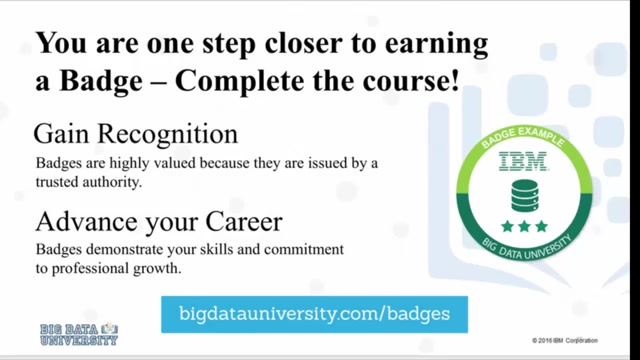 You are one step closer to earning
a Badge – Complete the course!
Gain Recognition
Badges are highly valued because they are issued by a
trusted authority.
BADGE EXAMPLE
IBM
BIG DATA UNIVERSITY
Advance your Career
Badges demonstrate your skills and commitment
to professional growth.
bigdatauniversity.com/badges
BIG DATA
UNIVERSITY
© 2016 IBM Corporation